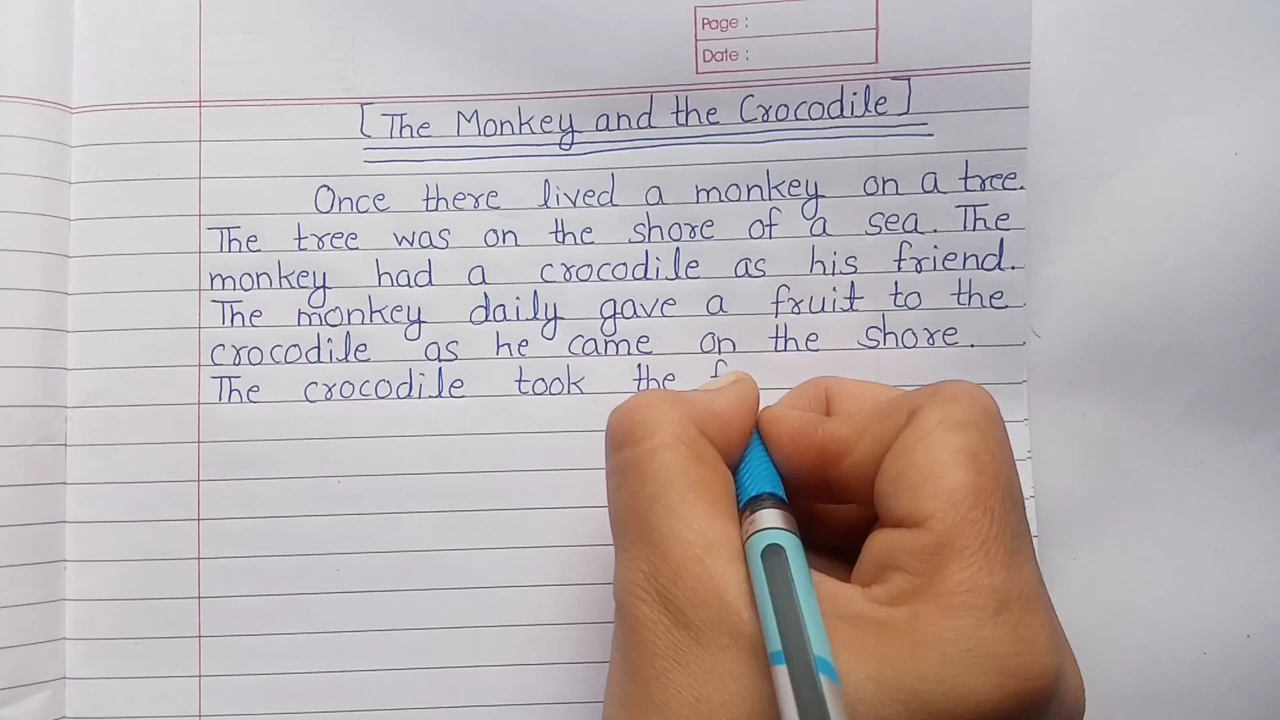 Page :
Date :
[The Monkey and the Crocodile]
Once there lived a monkey on a tree.
The tree was on the shore of a sea. The
monkey had a crocodile as his friend.
The monkey daily gave a fruit to the
crocodile as he came on the shore.
The crocodile took the f